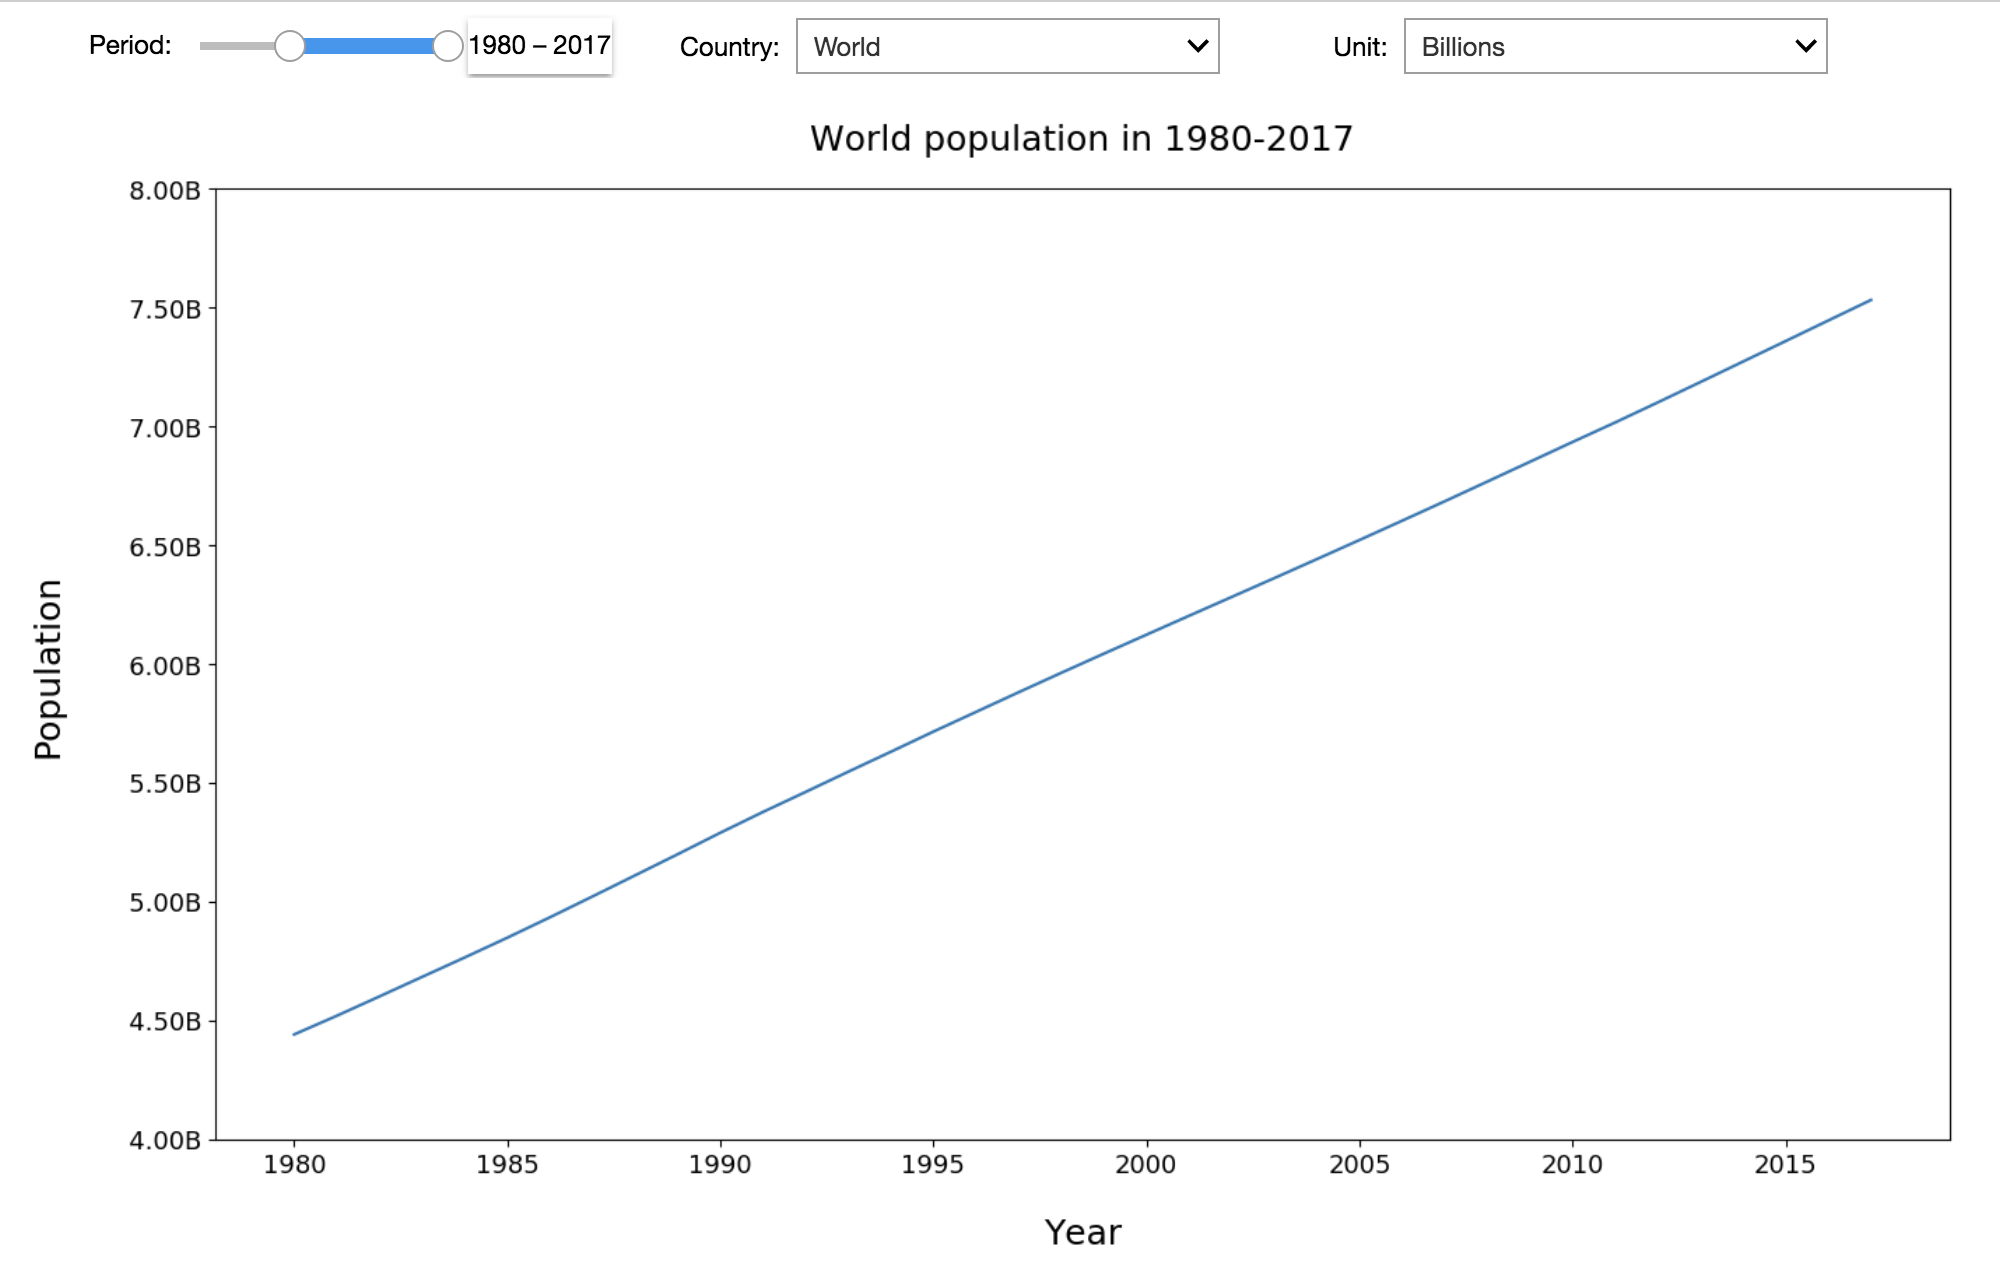 Period: 1980 – 2017 Country: World Unit: Billions
World population in 1980-2017
8.00B
7.50B
7.00B
6.50B
6.00B
5.50B
5.00B
4.50B
4.00B
Population
1980 1985 1990 1995 2000 2005 2010 2015
Year